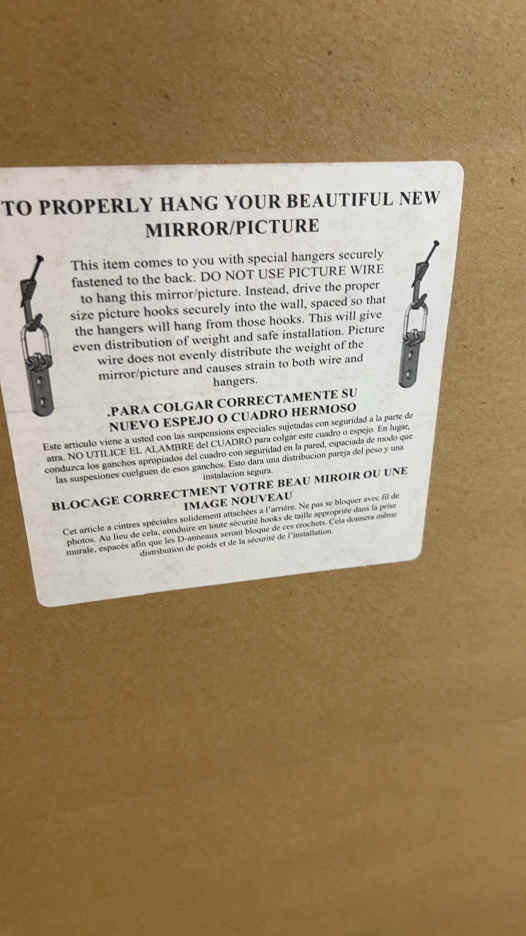 TO PROPERLY HANG YOUR BEAUTIFUL NEW
MIRROR/PICTURE
This item comes to you with special hangers securely
fastened to the back. DO NOT USE PICTURE WIRE
to hang this mirror/picture. Instead, drive the proper
size picture hooks securely into the wall, spaced so that
the hangers will hang from those hooks. This will give
even distribution of weight and safe installation. Picture
wire does not evenly distribute the weight of the
mirror/picture and causes strain to both wire and
hangers.
.PARA COLGAR CORRECTAMENTE SU
NUEVO ESPEJO O CUADRO HERMOSO
Este articulo viene a usted con las suspensions especiales sujetadas con seguridad a la parte de
atra. NO UTILICE EL ALAMBRE del CUADRO para colgar este cuadro o espejo. En lugar,
conduzca los ganchos apropiados del cuadro con seguridad en la pared, espaciada de modo que
las suspesiones cuelguen de esos ganchos. Esto dara una distribucion pareja del peso y una
instalacion segura.
BLOCAGE CORRECTMENT VOTRE BEAU MIROIR OU UNE
IMAGE NOUVEAU
Cet article a cintres spéciales solidement attachées a l'arrière. Ne pas se bloquer avec fil de
photos. Au lieu de cela, conduire en toute sécurité hooks de taille appropriée dans la prise
murale, espacés afin que les D-anneaux seront bloque de ces crochets. Cela donnera même
distribution de poids et de la sécurité de l'installation.